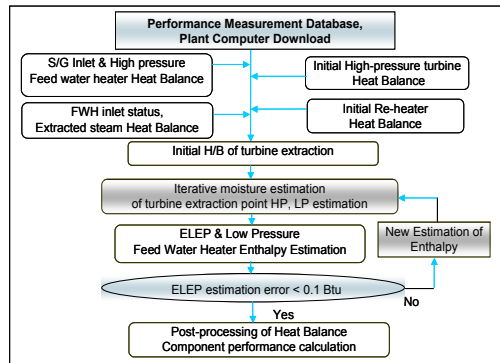 Performance Measurement Database,
Plant Computer Download
S/G Inlet & High pressure
Feed water heater Heat Balance
Initial High-pressure turbine
Heat Balance
FWH inlet status,
Extracted steam Heat Balance
Initial Re-heater
Heat Balance
Initial H/B of turbine extraction
Iterative moisture estimation
of turbine extraction point HP, LP estimation
ELEP & Low Pressure
Feed Water Heater Enthalpy Estimation
New Estimation of
Enthalpy
ELEP estimation error < 0.1 Btu
No
Yes
Post-processing of Heat Balance
Component performance calculation